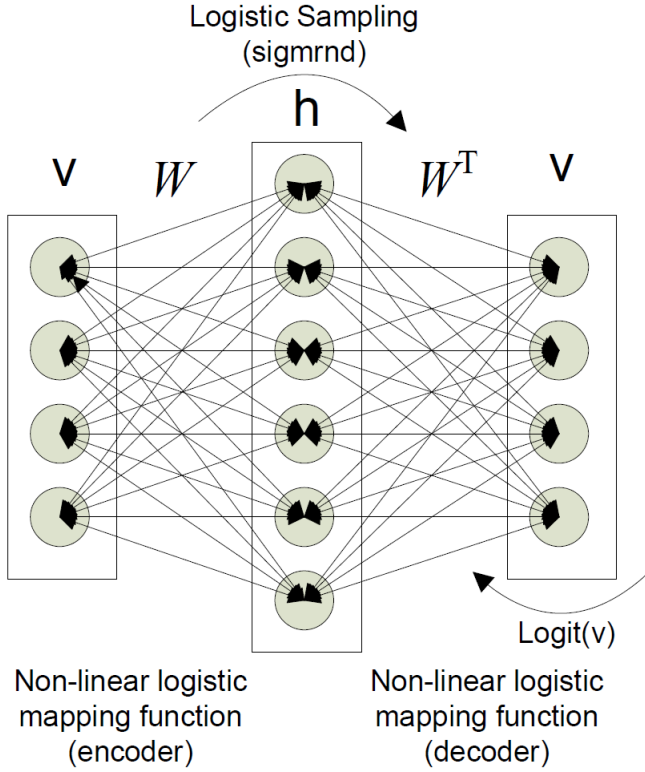 Logistic Sampling
(sigmrnd)
h
v
W
W^T
v
Logit(v)
Non-linear logistic
mapping function
(encoder)
Non-linear logistic
mapping function
(decoder)